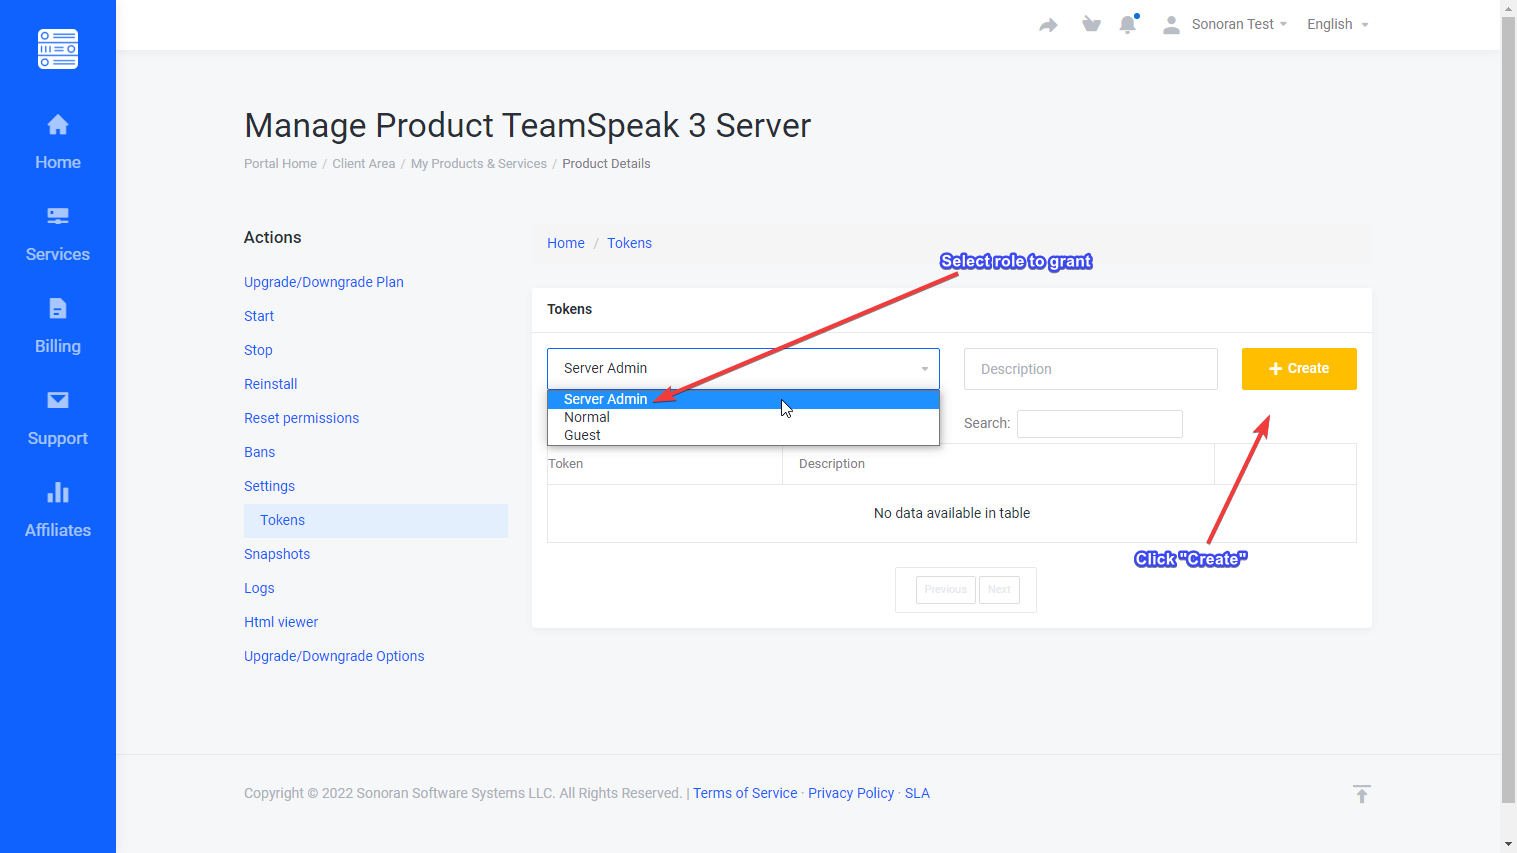 Sonoran Test
English
Home
Services
Billing
Support
Affiliates
Manage Product TeamSpeak 3 Server
Portal Home / Client Area / My Products & Services / Product Details
Actions
Upgrade/Downgrade Plan
Start
Stop
Reinstall
Reset permissions
Bans
Settings
Tokens
Snapshots
Logs
Html viewer
Upgrade/Downgrade Options
Home / Tokens
Select role to grant
Tokens
Server Admin
Description
+ Create
Server Admin
Normal
Guest
Search:
Token
Description
No data available in table
Click "Create"
Previous
Next
Copyright © 2022 Sonoran Software Systems LLC. All Rights Reserved. | Terms of Service · Privacy Policy · SLA